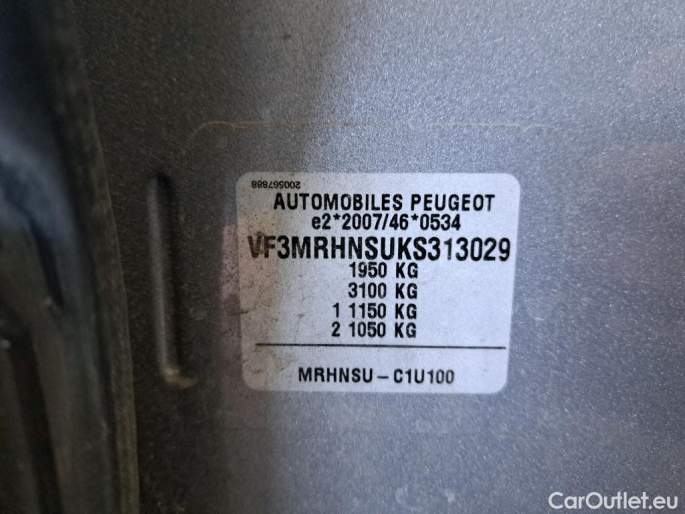 200567888
AUTOMOBILES PEUGEOT
e2*2007/46*0534
VF3MRHNSUKS313029
1950 KG
3100 KG
1 1150 KG
2 1050 KG
MRHNSU-C1U100
CarOutlet.eu